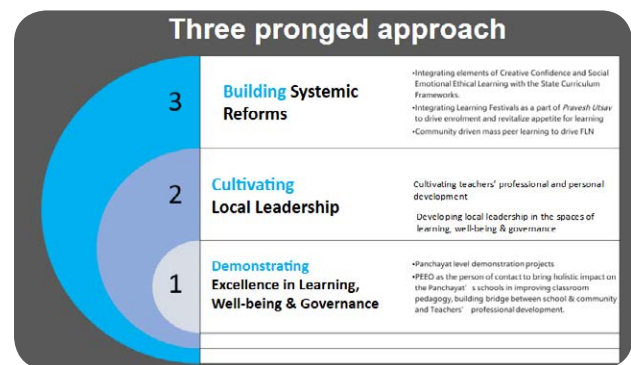 Three pronged approach
3
Building Systemic
Reforms
•Integrating elements of Creative Confidence and Social
Emotional Ethical Learning with the State Curriculum
Frameworks.
•Integrating Learning Festivals as a part of Pravesh Utsav
to drive enrolment and revitalize appetite for learning
•Community driven mass peer learning to drive FLN
2
Cultivating
Local Leadership
Cultivating teachers' professional and personal
development
Developing local leadership in the spaces of
learning, well-being & governance
1
Demonstrating
Excellence in Learning,
Well-being & Governance
•Panchayat level demonstration projects
•PEEO as the person of contact to bring holistic impact on
the Panchayat' s schools in improving classroom
pedagogy, building bridge between school & community
and Teachers' professional development.